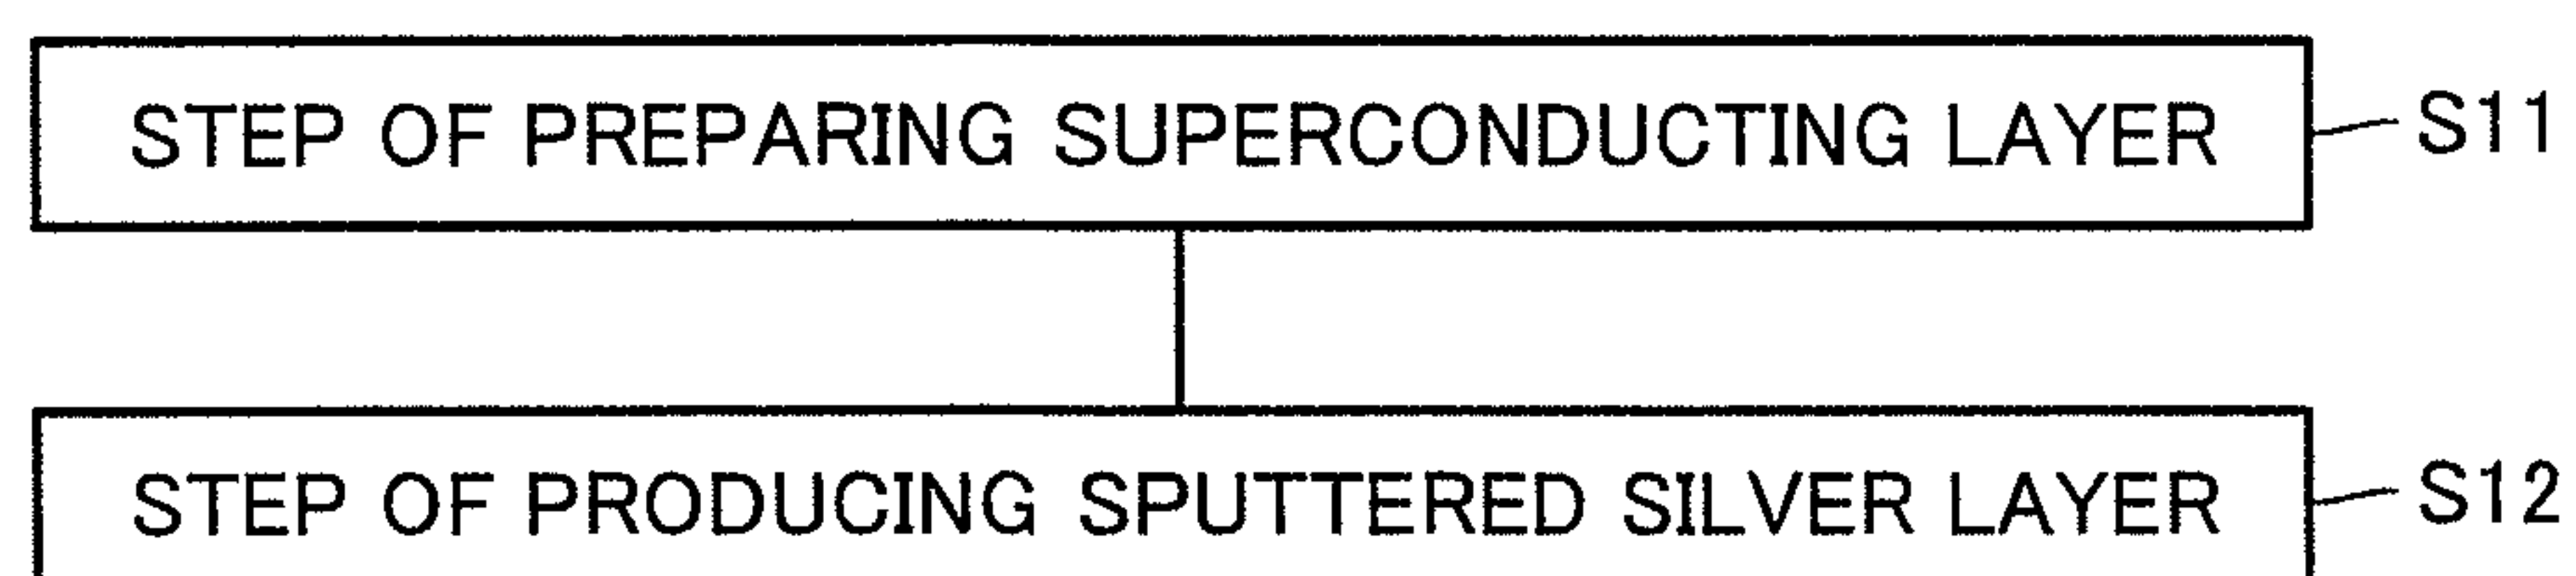 STEP OF PREPARING SUPERCONDUCTING LAYER S11
STEP OF PRODUCING SPUTTERED SILVER LAYER S12